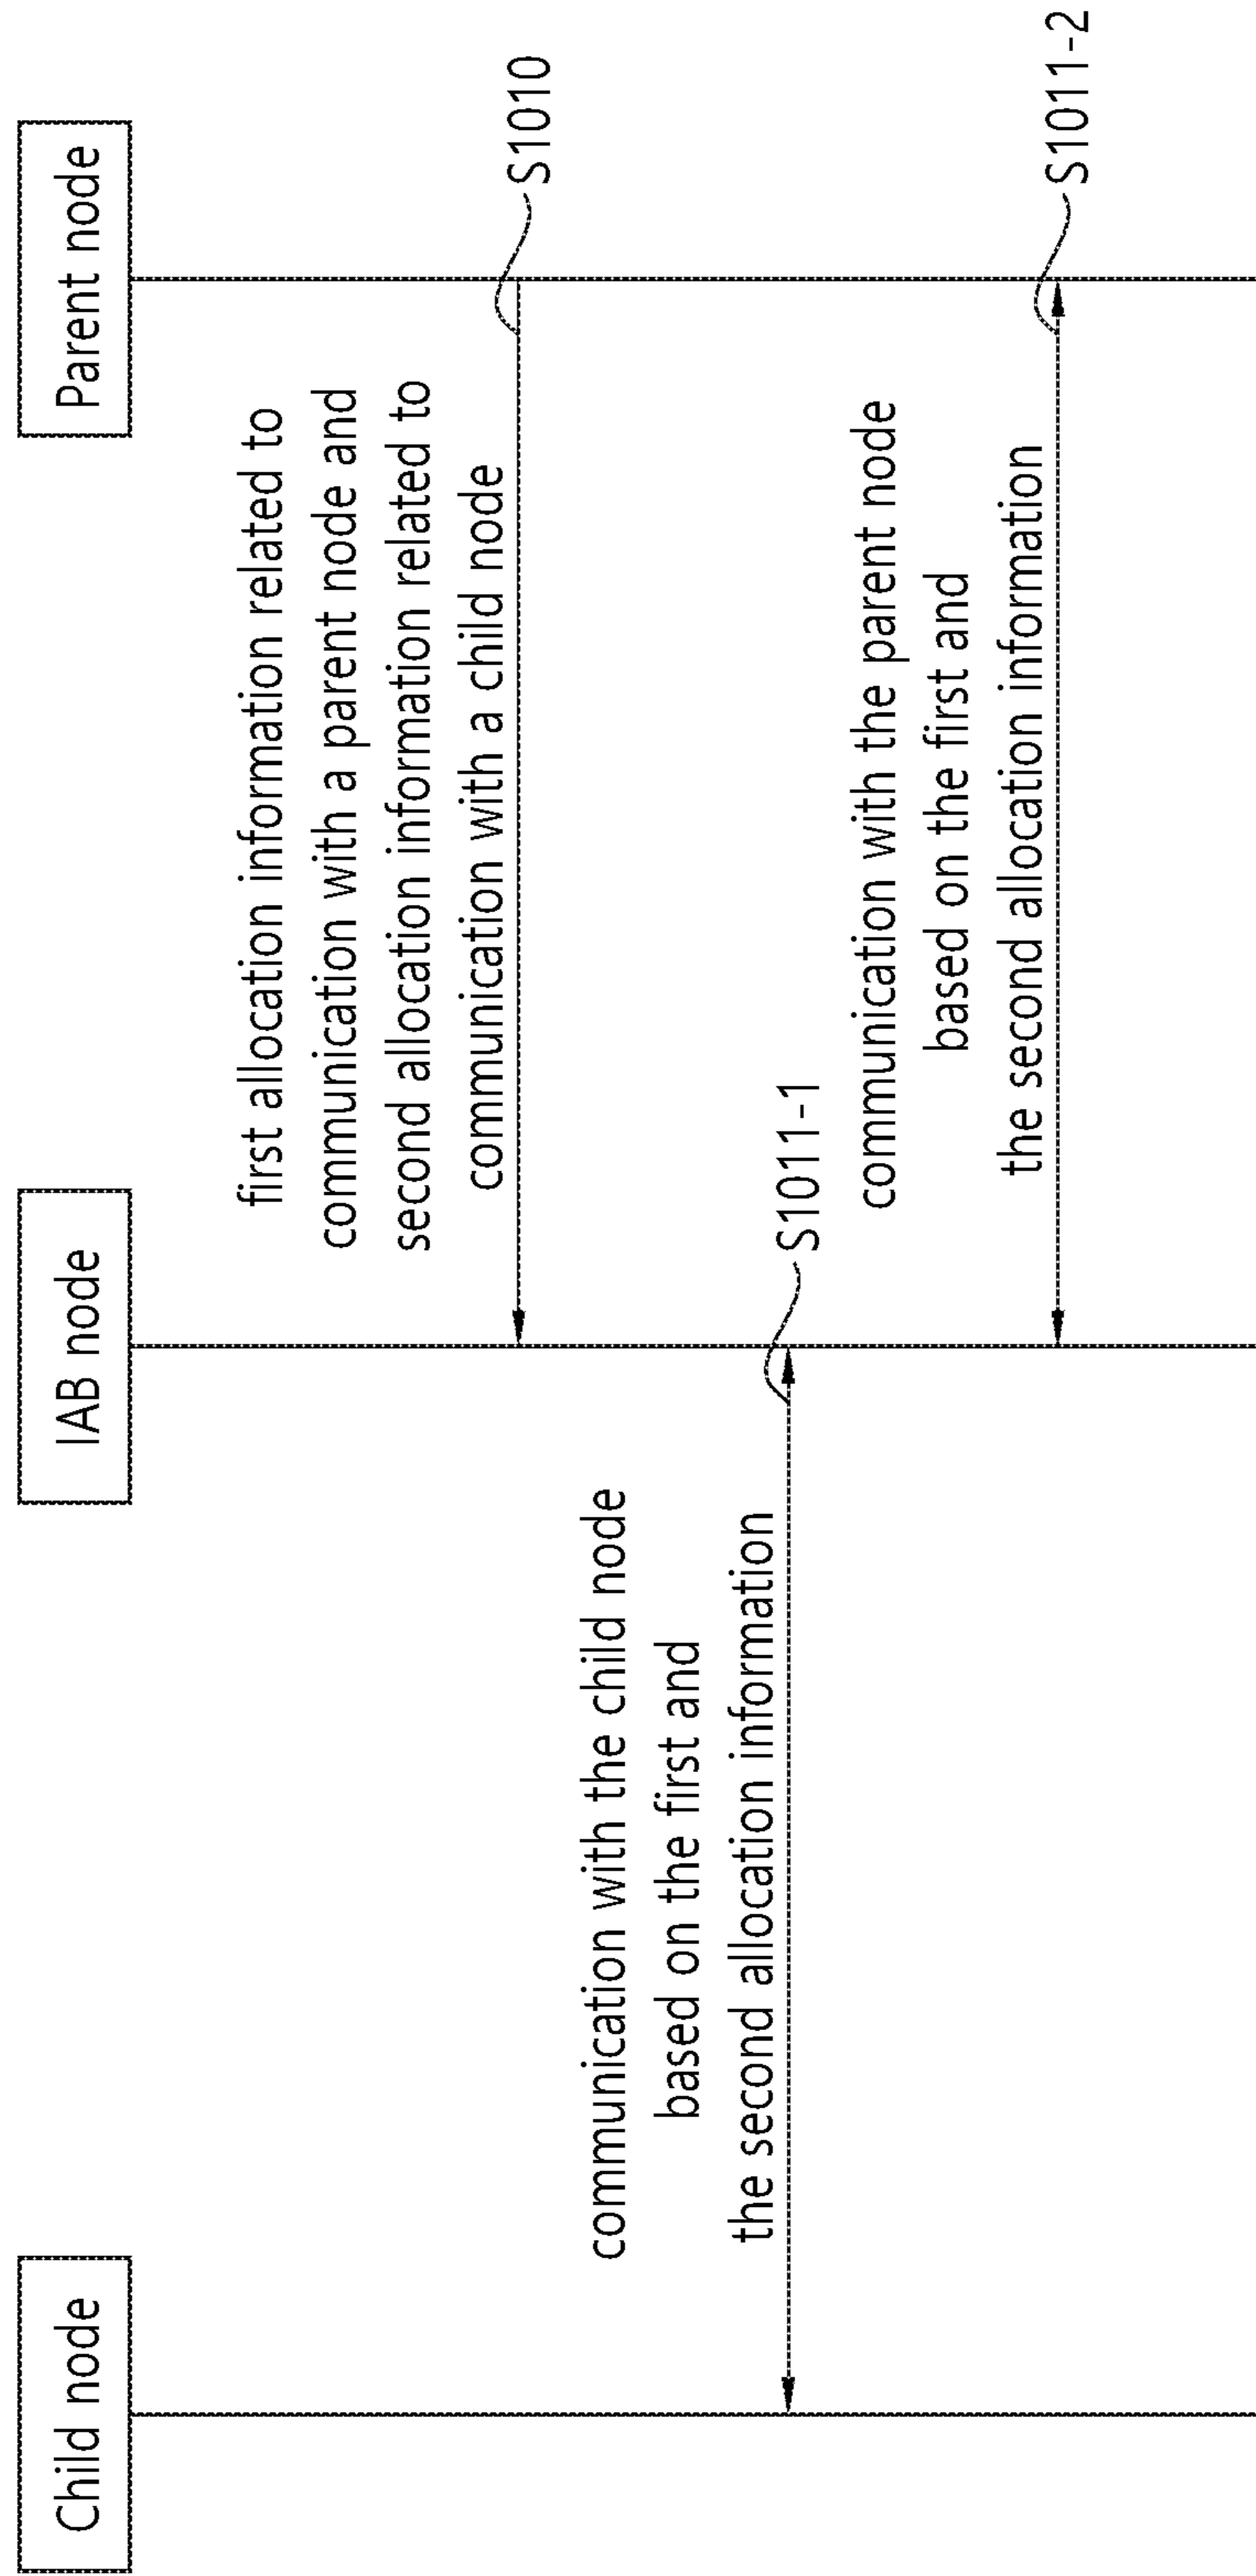 Child node
IAB node
Parent node
first allocation information related to
communication with a parent node and
second allocation information related to
communication with a child node
S1010
communication with the child node
based on the first and
the second allocation information
S1011-1
communication with the parent node
based on the first and
the second allocation information
S1011-2